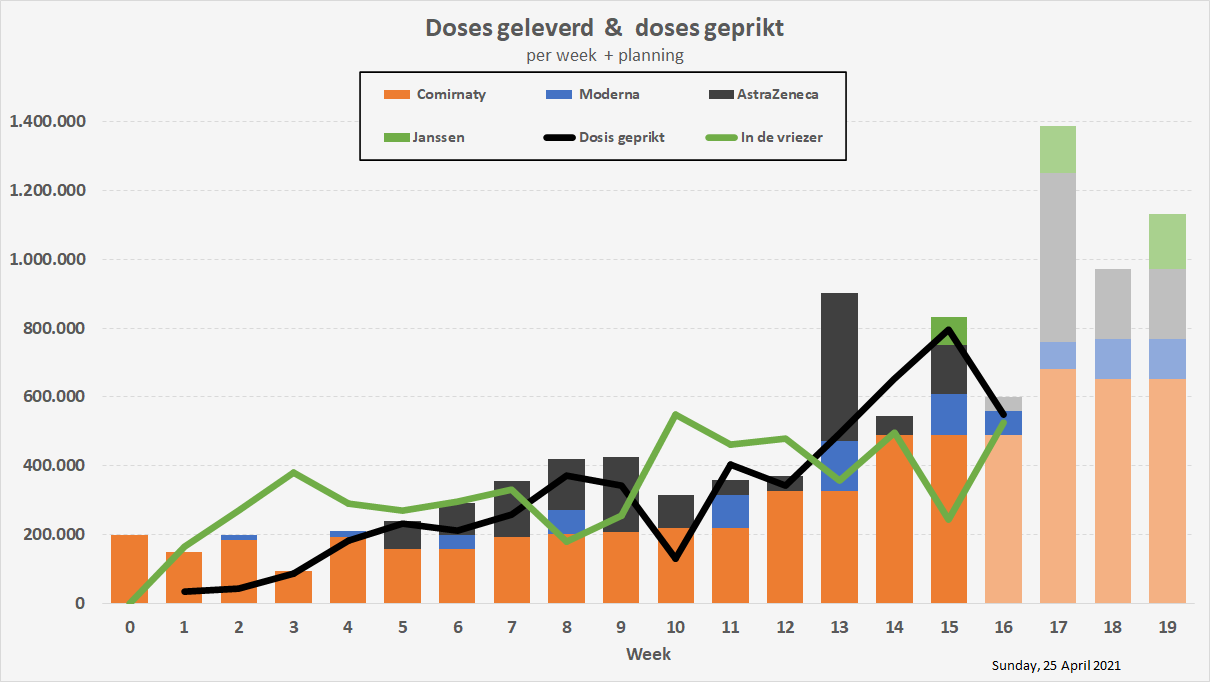 Doses geleverd & doses geprikt
per week + planning
Comirnaty Moderna AstraZeneca
Janssen Dosis geprikt In de vriezer
1.400.000
1.200.000
1.000.000
800.000
600.000
400.000
200.000
0
0 1 2 3 4 5 6 7 8 9 10 11 12 13 14 15 16 17 18 19
Week
Sunday, 25 April 2021